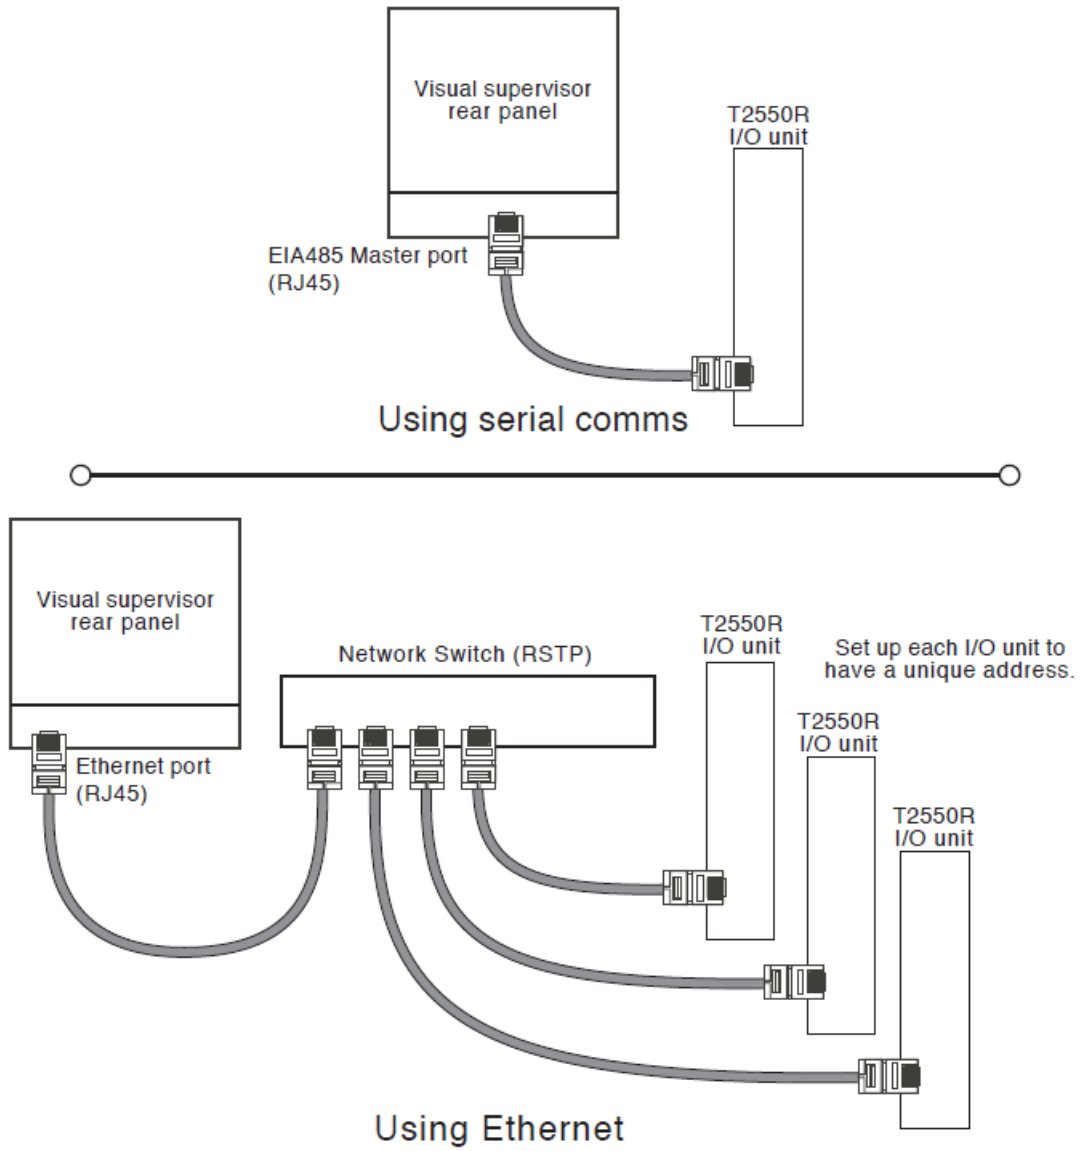 Visual supervisor
rear panel
T2550R
I/O unit
EIA485 Master port
(RJ45)
Using serial comms
Visual supervisor
rear panel
Ethernet port
(RJ45)
Network Switch (RSTP)
T2550R
I/O unit
Set up each I/O unit to
have a unique address.
T2550R
I/O unit
T2550R
I/O unit
Using Ethernet